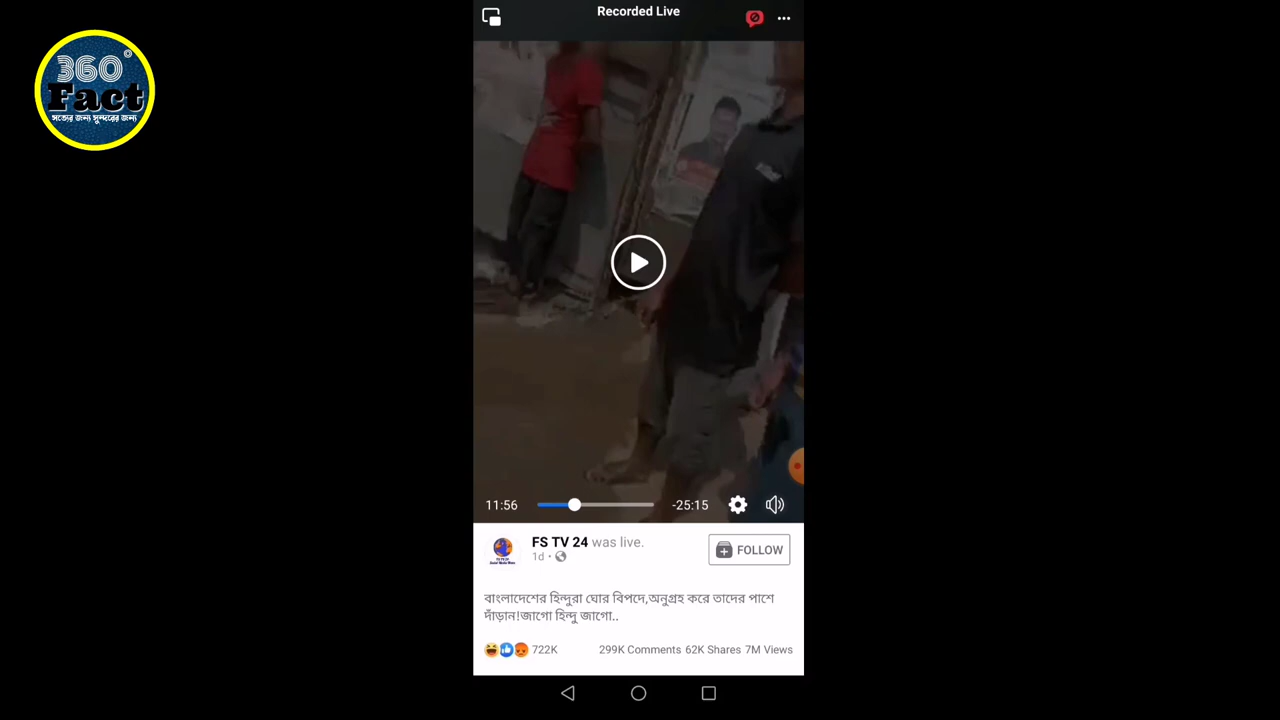 360°
Fact
সত্যের জন্য সুন্দরের জন্য
Recorded Live
11:56
-25:15
FS TV 24 was live.
1d
FOLLOW
বাংলাদেশের হিন্দুরা ঘোর বিপদে,অনুগ্রহ করে তাদের পাশে
দাঁড়ান!জাগো হিন্দু জাগো..
722K
299K Comments 62K Shares 7M Views